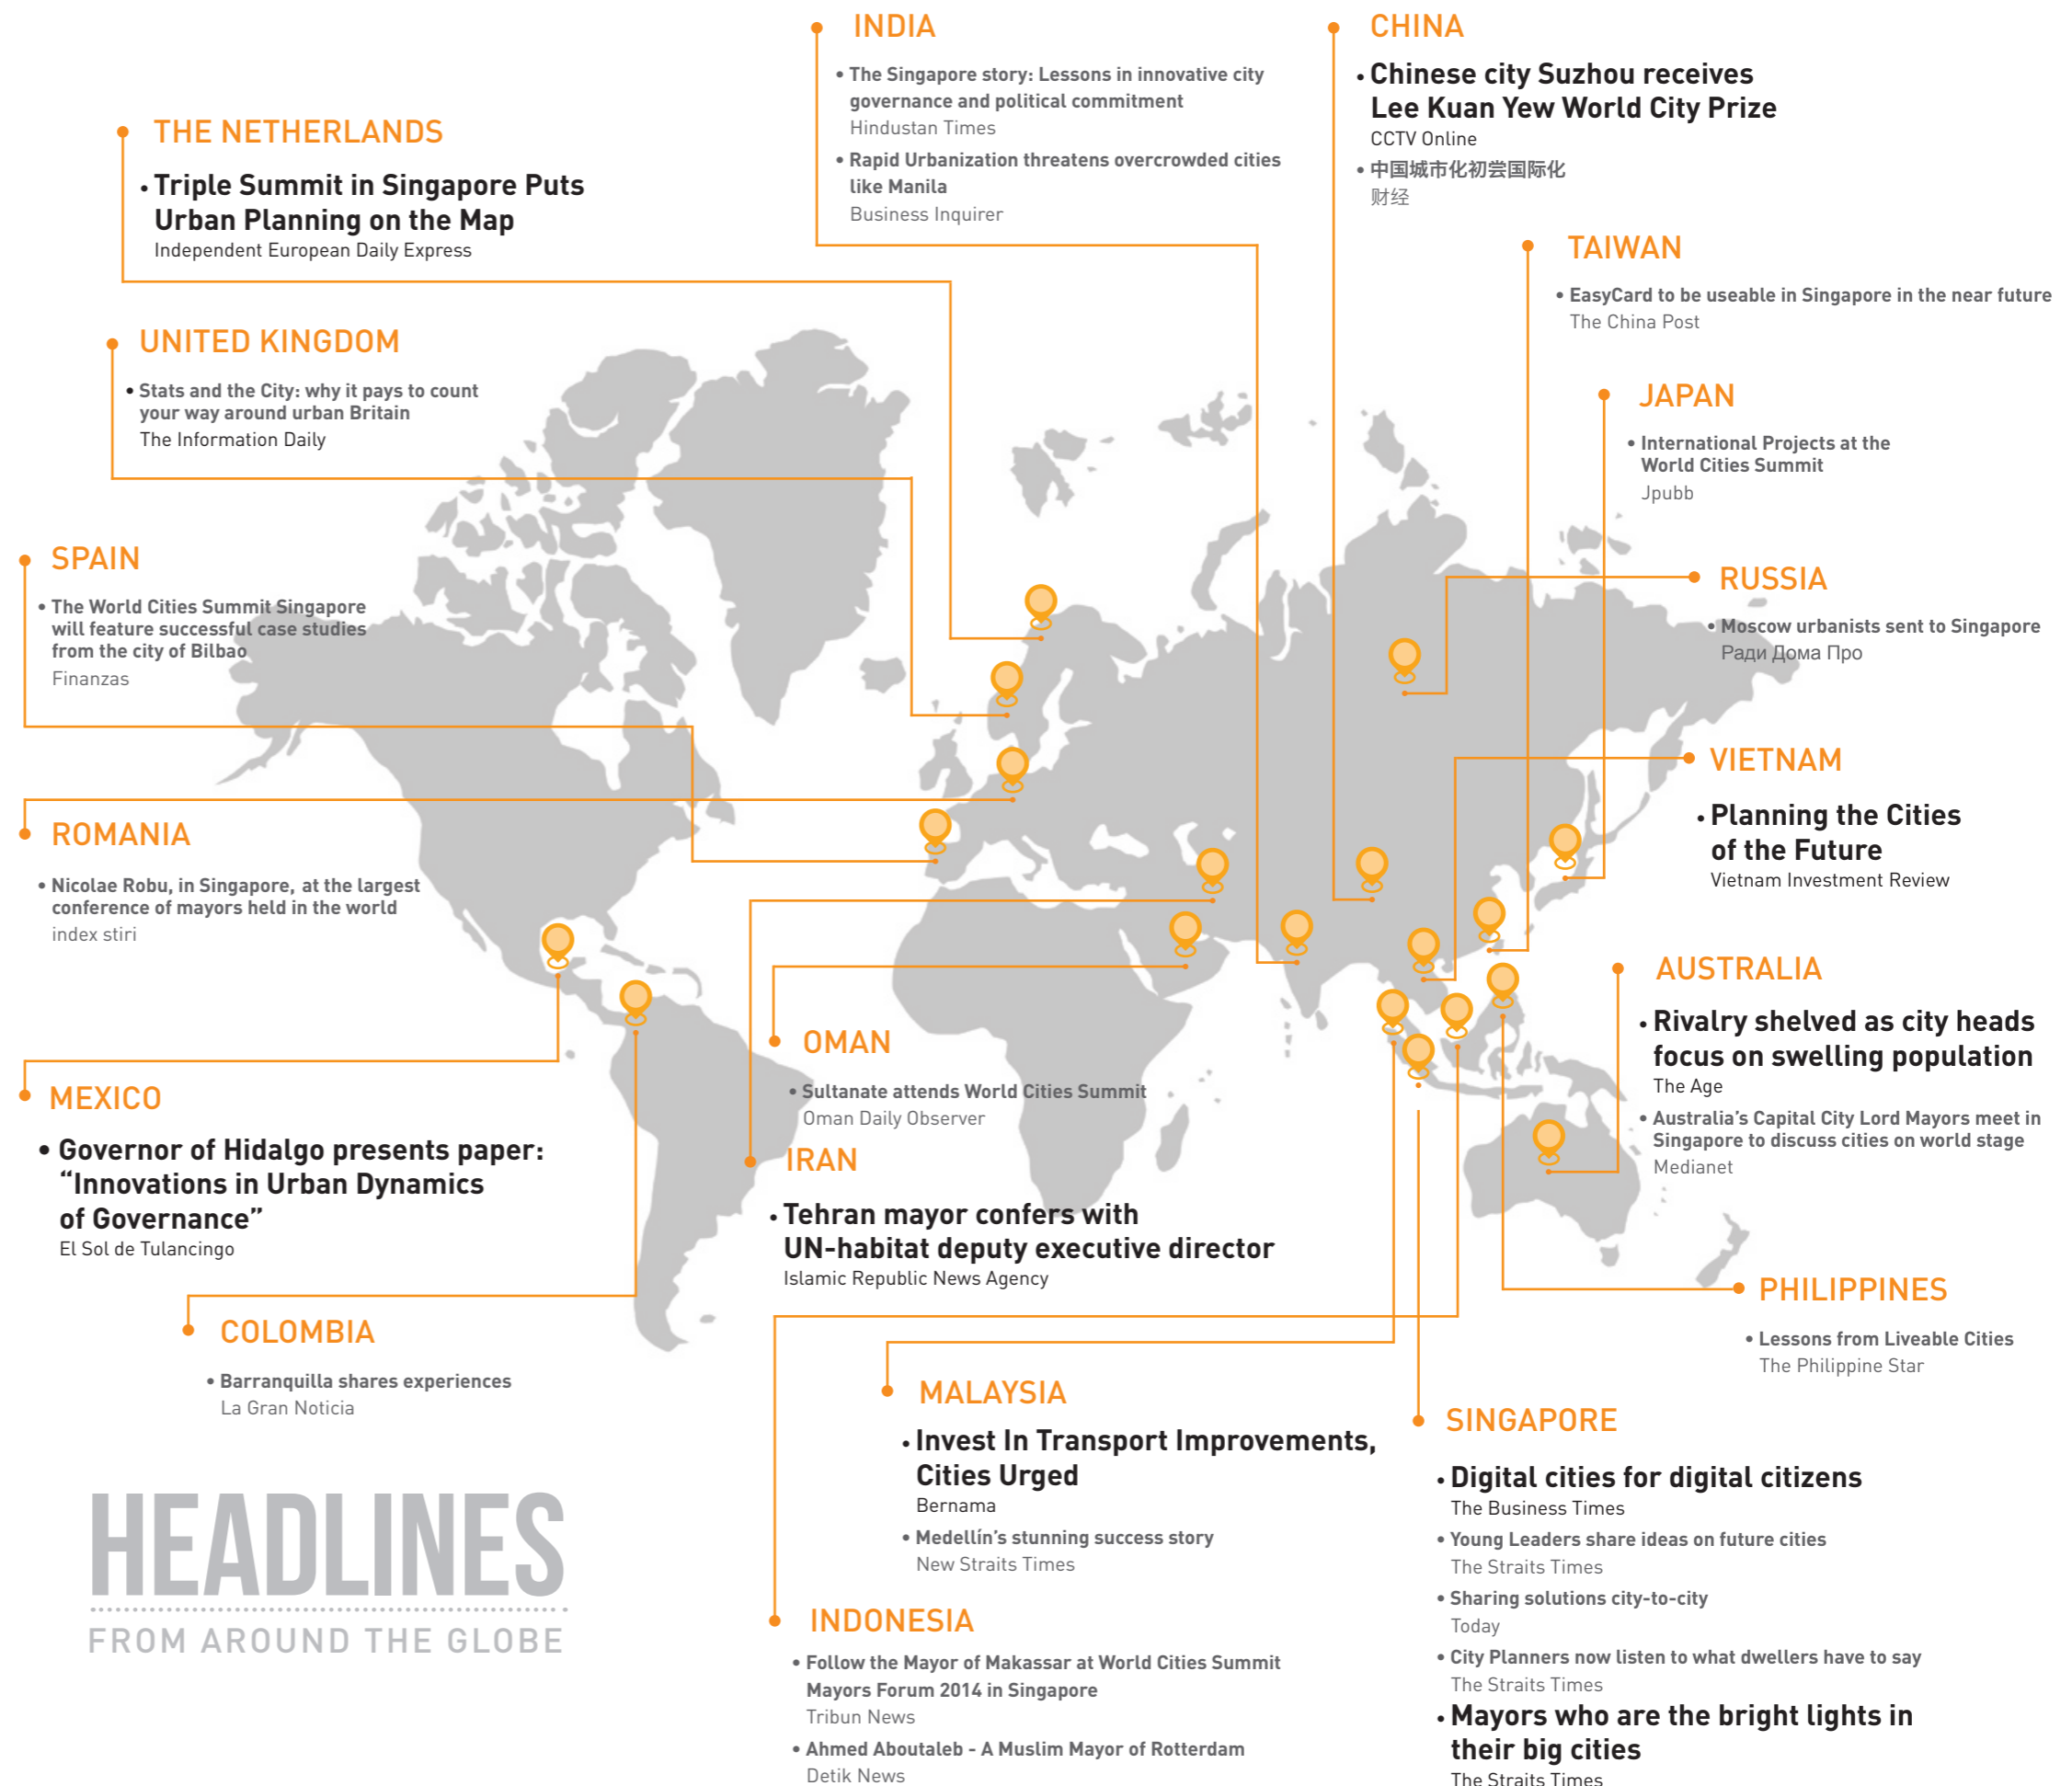 INDIA
• The Singapore story: Lessons in innovative city
governance and political commitment
Hindustan Times
• Rapid Urbanization threatens overcrowded cities
like Manila
Business Inquirer
CHINA
• Chinese city Suzhou receives
Lee Kuan Yew World City Prize
CCTV Online
• 中国城市化初尝国际化
财经
THE NETHERLANDS
• Triple Summit in Singapore Puts
Urban Planning on the Map
Independent European Daily Express
TAIWAN
• EasyCard to be useable in Singapore in the near future
The China Post
UNITED KINGDOM
• Stats and the City: why it pays to count
your way around urban Britain
The Information Daily
JAPAN
• International Projects at the
World Cities Summit
Jpubb
SPAIN
• The World Cities Summit Singapore
will feature successful case studies
from the city of Bilbao
Finanzas
RUSSIA
• Moscow urbanists sent to Singapore
Ради Дома Про
VIETNAM
• Planning the Cities
of the Future
Vietnam Investment Review
ROMANIA
• Nicolae Robu, in Singapore, at the largest
conference of mayors held in the world
index stiri
AUSTRALIA
• Rivalry shelved as city heads
focus on swelling population
The Age
• Australia’s Capital City Lord Mayors meet in
Singapore to discuss cities on world stage
Medianet
OMAN
• Sultanate attends World Cities Summit
Oman Daily Observer
MEXICO
• Governor of Hidalgo presents paper:
“Innovations in Urban Dynamics
of Governance”
El Sol de Tulancingo
IRAN
• Tehran mayor confers with
UN-habitat deputy executive director
Islamic Republic News Agency
PHILIPPINES
• Lessons from Liveable Cities
The Philippine Star
COLOMBIA
• Barranquilla shares experiences
La Gran Noticia
MALAYSIA
• Invest In Transport Improvements,
Cities Urged
Bernama
• Medellín’s stunning success story
New Straits Times
SINGAPORE
• Digital cities for digital citizens
The Business Times
• Young Leaders share ideas on future cities
The Straits Times
• Sharing solutions city-to-city
Today
• City Planners now listen to what dwellers have to say
The Straits Times
• Mayors who are the bright lights in
their big cities
The Straits Times
HEADLINES
FROM AROUND THE GLOBE
INDONESIA
• Follow the Mayor of Makassar at World Cities Summit
Mayors Forum 2014 in Singapore
Tribun News
• Ahmed Aboutaleb - A Muslim Mayor of Rotterdam
Detik News